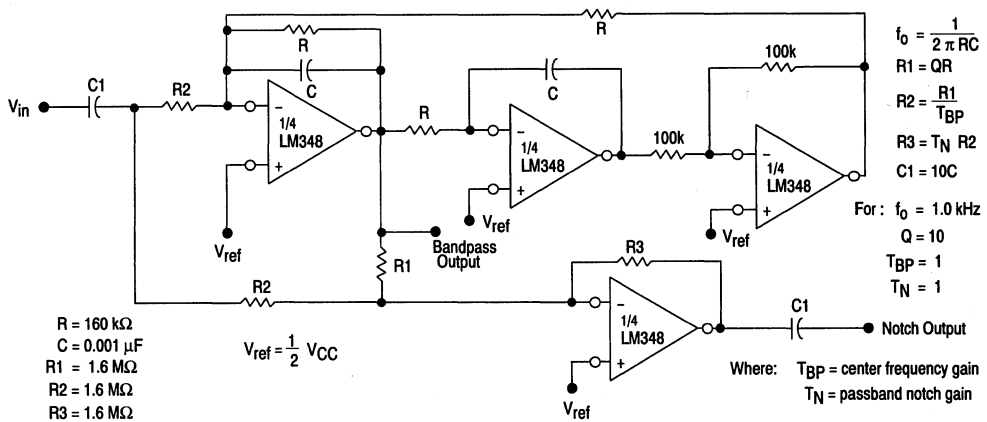 R
R
100k
f₀ = 1 / 2 π RC
R1 = QR
R2 = R1 / T_BP
R3 = T_N R2
C1 = 10C
C
C
C1
V_in
R2
−
+
1/4
LM348
R
−
+
1/4
LM348
100k
−
+
1/4
LM348
For : f₀ = 1.0 kHz
Q = 10
T_BP = 1
T_N = 1
V_ref
V_ref
V_ref
Bandpass
Output
R1
R3
R2
−
+
1/4
LM348
C1
Notch Output
R = 160 kΩ
C = 0.001 µF
R1 = 1.6 MΩ
R2 = 1.6 MΩ
R3 = 1.6 MΩ
V_ref = 1/2 V_CC
V_ref
Where: T_BP = center frequency gain
T_N = passband notch gain